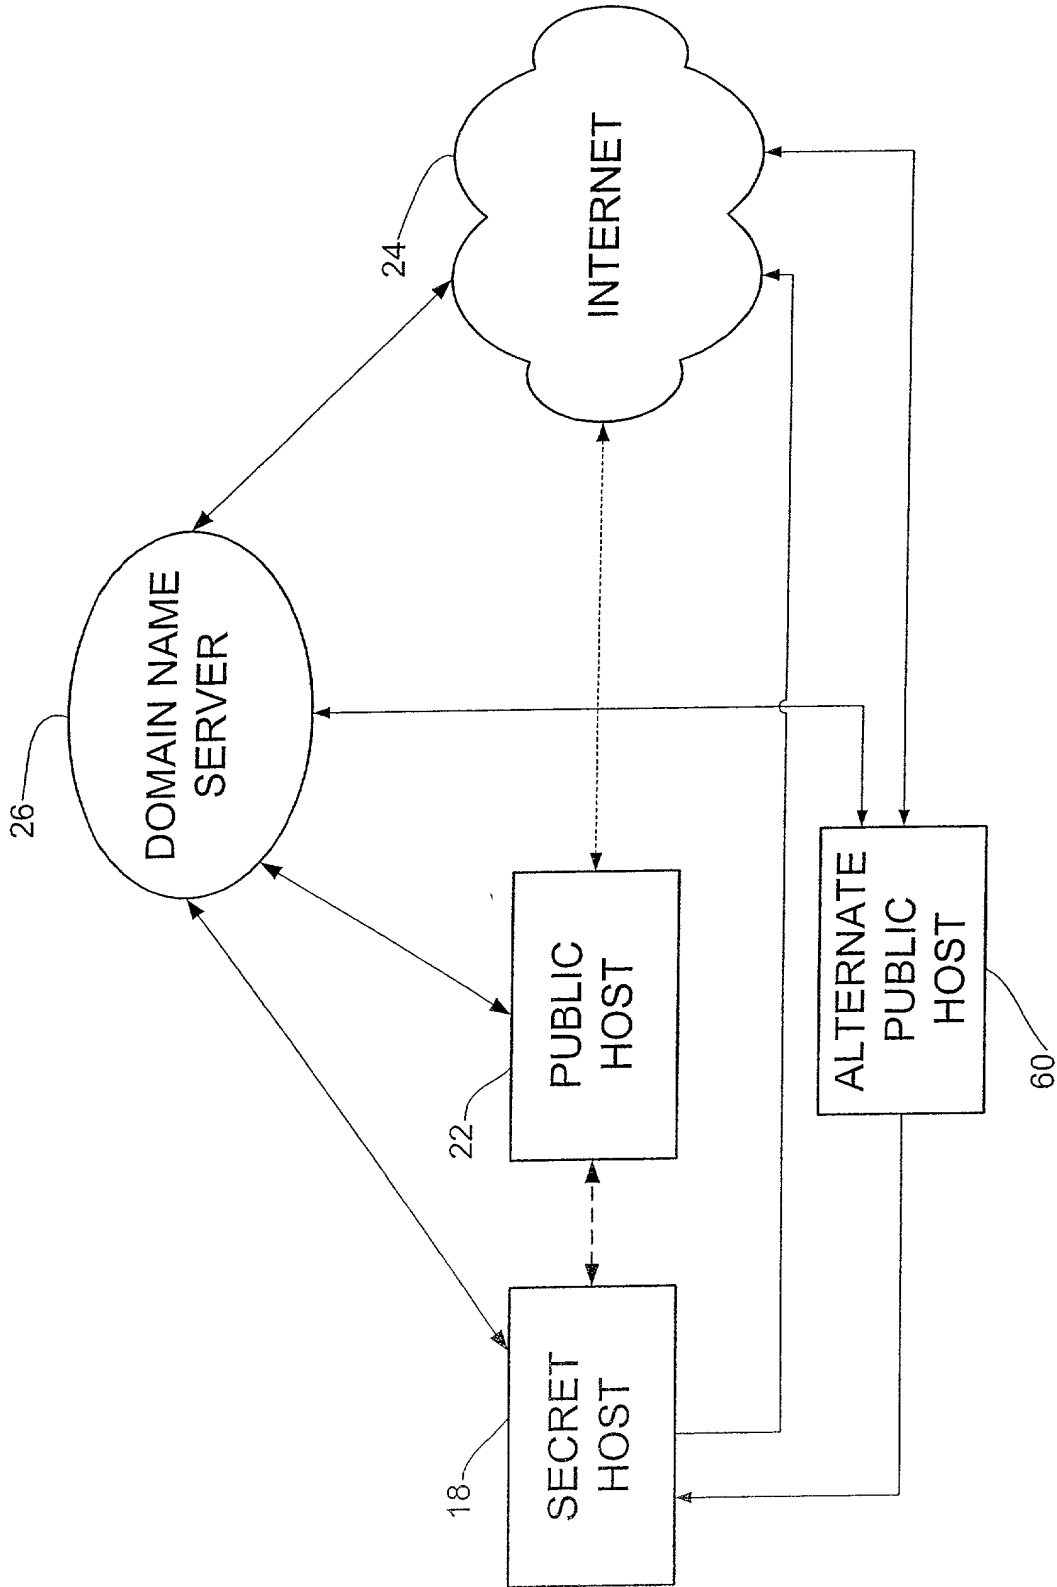 26
DOMAIN NAME
SERVER
24
INTERNET
22
PUBLIC
HOST
18
SECRET
HOST
ALTERNATE
PUBLIC
HOST
60